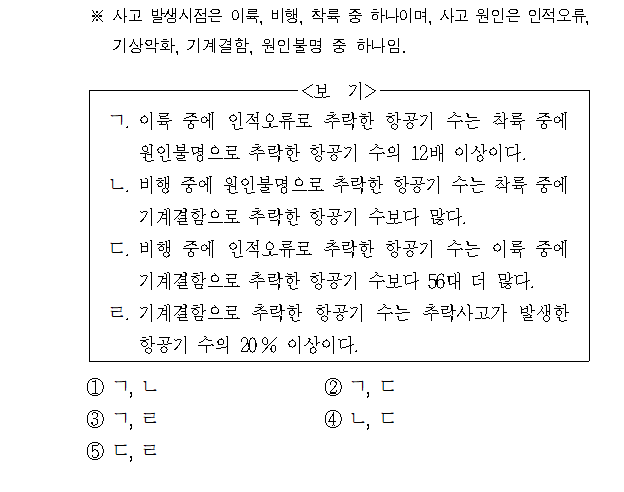 ※ 사고 발생시점은 이륙, 비행, 착륙 중 하나이며, 사고 원인은 인적오류,
기상악화, 기계결함, 원인불명 중 하나임.
<보 기>
ㄱ. 이륙 중에 인적오류로 추락한 항공기 수는 착륙 중에
원인불명으로 추락한 항공기 수의 12배 이상이다.
ㄴ. 비행 중에 원인불명으로 추락한 항공기 수는 착륙 중에
기계결함으로 추락한 항공기 수보다 많다.
ㄷ. 비행 중에 인적오류로 추락한 항공기 수는 이륙 중에
기계결함으로 추락한 항공기 수보다 56대 더 많다.
ㄹ. 기계결함으로 추락한 항공기 수는 추락사고가 발생한
항공기 수의 20% 이상이다.
① ㄱ, ㄴ ② ㄱ, ㄷ
③ ㄱ, ㄹ ④ ㄴ, ㄷ
⑤ ㄷ, ㄹ